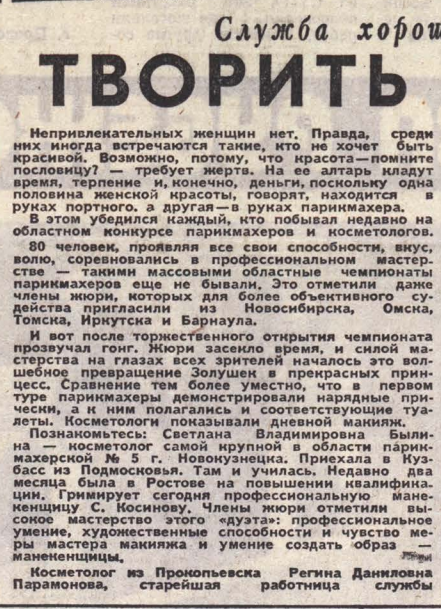 Служба хорош
ТВОРИТЬ
Непривлекательных женщин нет. Правда, среди
них иногда встречаются такие, кто не хочет быть
красивой. Возможно, потому, что красота—помните
пословицу? — требует жертв. На ее алтарь кладут
время, терпение и, конечно, деньги, поскольку одна
половина женской красоты, говорят, находится в
руках портного, а другая—в руках парикмахера.
В этом убедился каждый, кто побывал недавно на
областном конкурсе парикмахеров и косметологов.
80 человек, проявляя все свои способности, вкус,
волю, соревновались в профессиональном мастер-
стве — такими массовыми областные чемпионаты
парикмахеров еще не бывали. Это отметили даже
члены жюри, которых для более объективного су-
действа пригласили из Новосибирска, Омска,
Томска, Иркутска и Барнаула.
И вот после торжественного открытия чемпионата
прозвучал гонг. Жюри засекло время, и силой ма-
стерства на глазах всех зрителей началось это вол-
шебное превращение Золушек в прекрасных прин-
цесс. Сравнение тем более уместно, что в первом
туре парикмахеры демонстрировали нарядные при-
чески, а к ним полагались и соответствующие туа-
леты. Косметологи показывали дневной макияж.
Познакомьтесь: Светлана Владимировна Были-
на — косметолог самой крупной в области парик-
махерской № 5 г. Новокузнецка. Приехала в Куз-
басс из Подмосковья. Там и училась. Недавно два
месяца была в Ростове на повышении квалифика-
ции. Гримирует сегодня профессиональную мане-
кенщицу С. Косинову. Члены жюри отметили вы-
сокое мастерство этого «дуэта»: профессиональное
умение, художественные способности и чувство ме-
ры мастера макияжа и умение создать образ —
манекенщицы.
Косметолог из Прокопьевска Регина Даниловна
Парамонова, старейшая работница службы